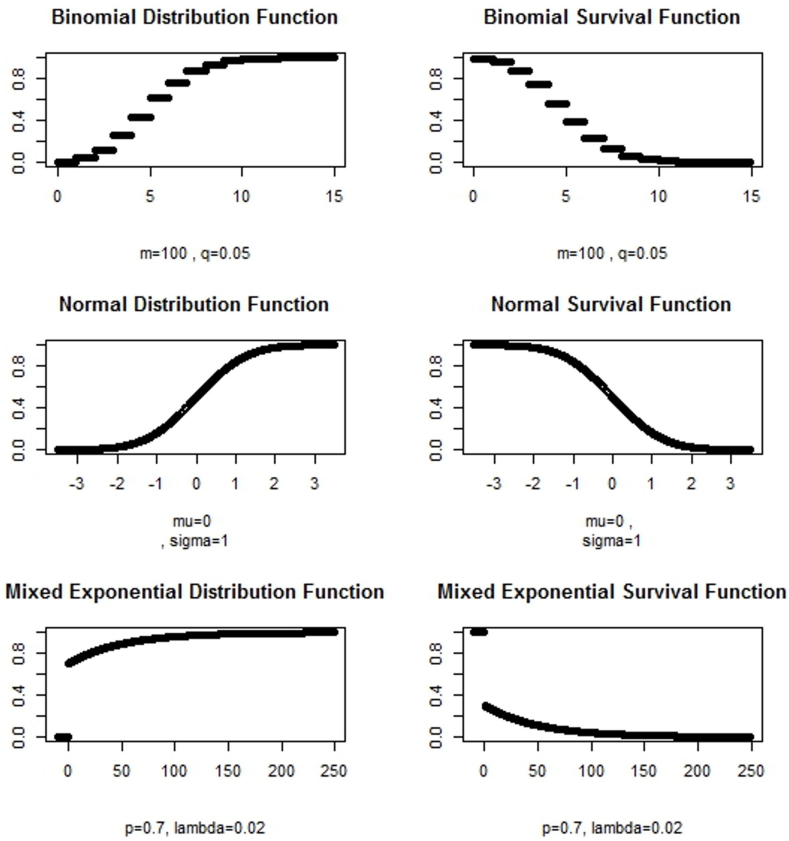 Binomial Distribution Function
0.0 0.4 0.8
0 5 10 15
m=100 , q=0.05
Binomial Survival Function
0.0 0.4 0.8
0 5 10 15
m=100 , q=0.05
Normal Distribution Function
0.0 0.4 0.8
-3 -2 -1 0 1 2 3
mu=0
, sigma=1
Normal Survival Function
0.0 0.4 0.8
-3 -2 -1 0 1 2 3
mu=0 ,
sigma=1
Mixed Exponential Distribution Function
0.0 0.4 0.8
0 50 100 150 200 250
p=0.7, lambda=0.02
Mixed Exponential Survival Function
0.0 0.4 0.8
0 50 100 150 200 250
p=0.7, lambda=0.02